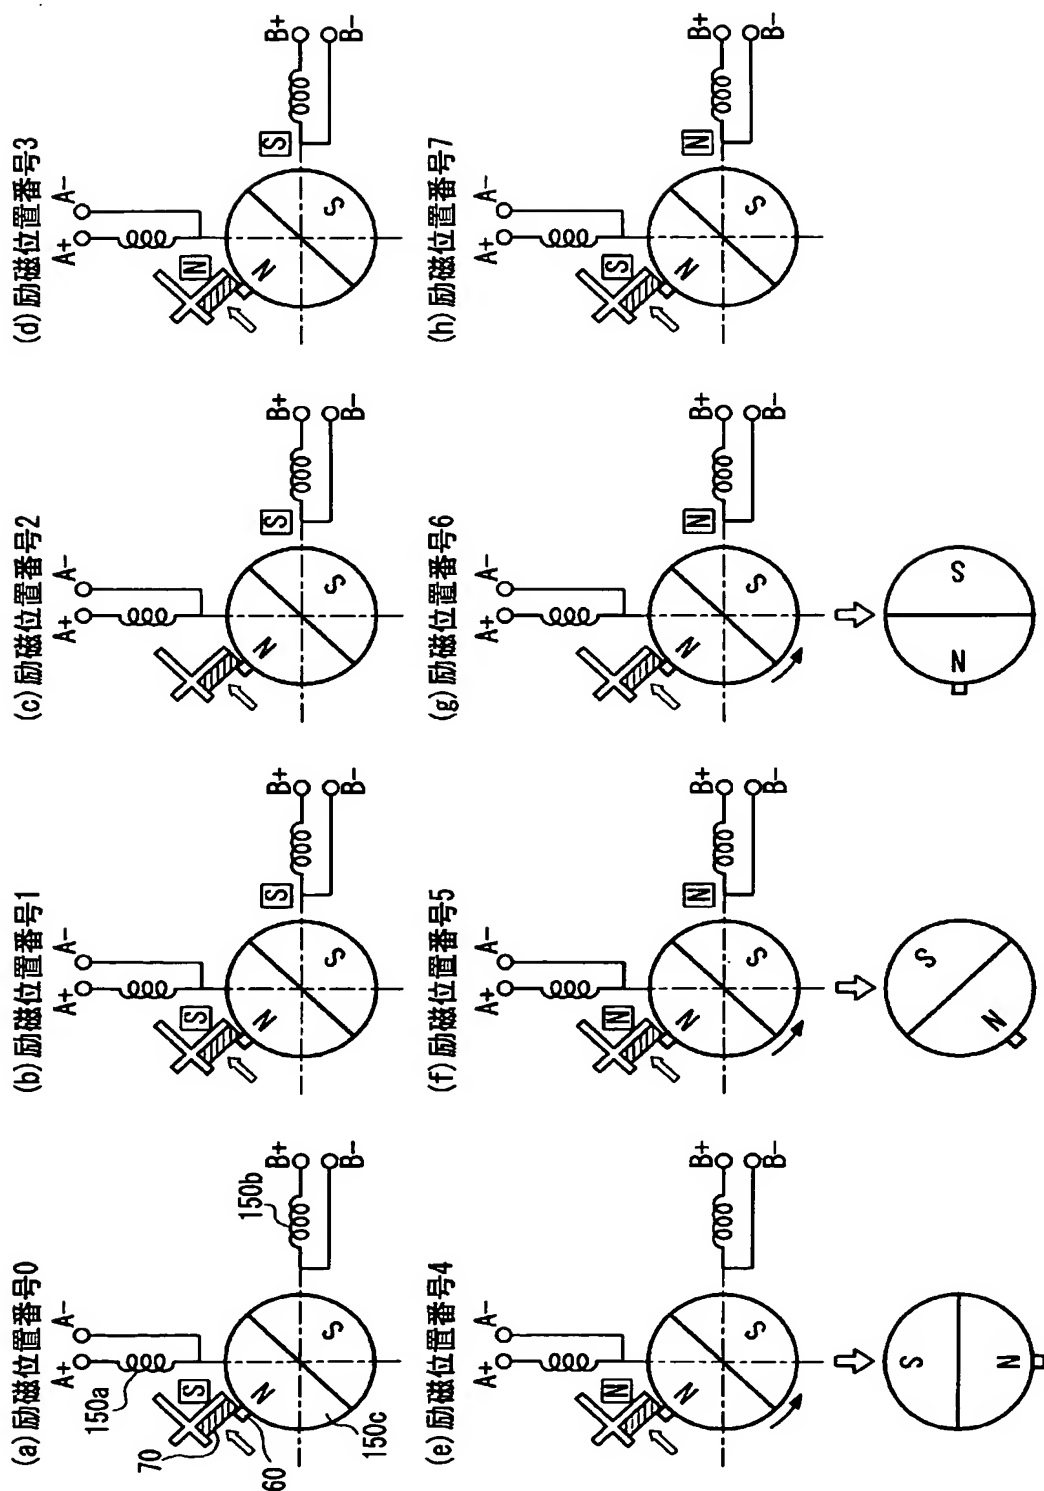 (a) 励磁位置番号0
A+ A-
150a
70
S
60
N
S
150c
150b
B+
B-
(b) 励磁位置番号1
A+ A-
S
N
S
S
B+
B-
(c) 励磁位置番号2
A+ A-
N
S
S
B+
B-
(d) 励磁位置番号3
A+ A-
N
N
S
S
B+
B-
(e) 励磁位置番号4
A+ A-
N
N
S
B+
B-
S
N
(f) 励磁位置番号5
A+ A-
N
N
S
N
B+
B-
S
N
(g) 励磁位置番号6
A+ A-
N
S
N
B+
B-
N
S
(h) 励磁位置番号7
A+ A-
S
N
S
N
B+
B-